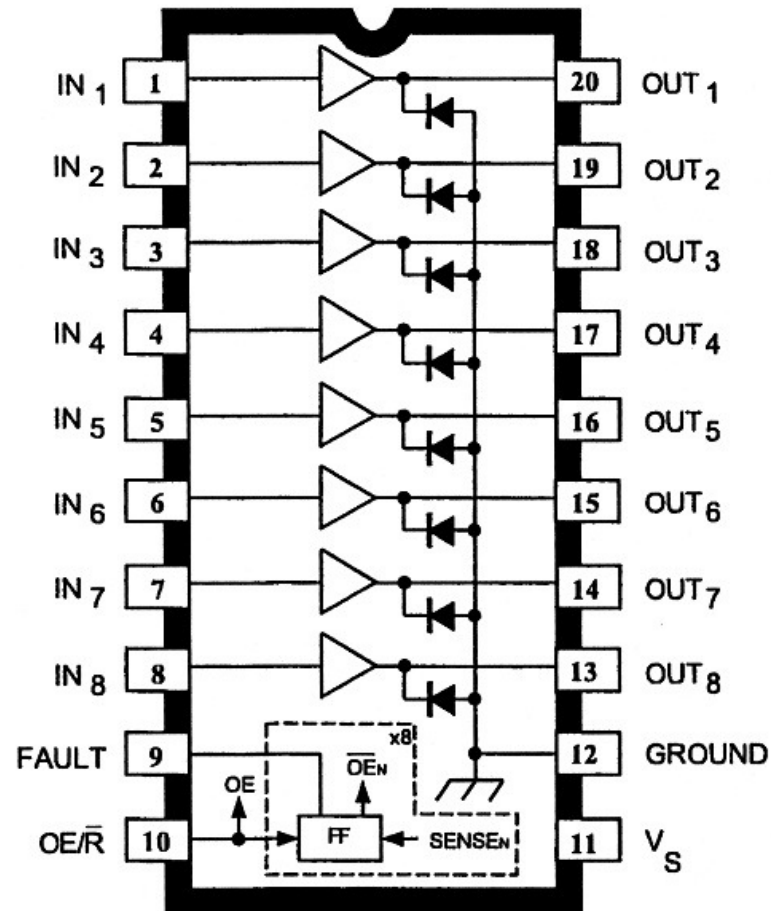 IN 1 1 20 OUT 1
IN 2 2 19 OUT 2
IN 3 3 18 OUT 3
IN 4 4 17 OUT 4
IN 5 5 16 OUT 5
IN 6 6 15 OUT 6
IN 7 7 14 OUT 7
IN 8 8 13 OUT 8
x8
FAULT 9 12 GROUND
OE O̅E̅N
OE/R̅ 10 FF SENSEN 11 VS